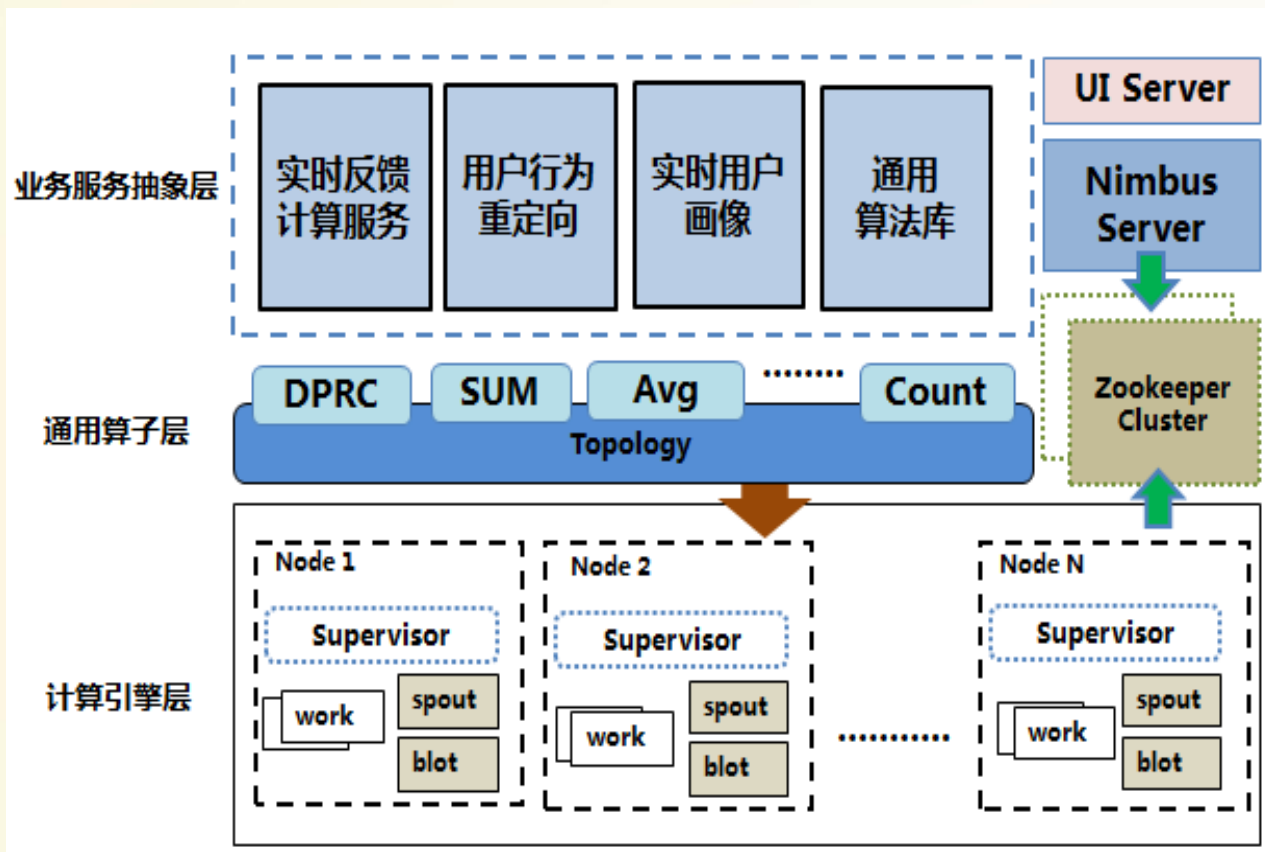 业务服务抽象层
实时反馈
计算服务
用户行为
重定向
实时用户
画像
通用
算法库
UI Server
Nimbus
Server
Zookeeper
Cluster
通用算子层
DPRC
SUM
Avg
........
Count
Topology
计算引擎层
Node 1
Supervisor
work
spout
blot
Node 2
Supervisor
work
spout
blot
...........
Node N
Supervisor
work
spout
blot